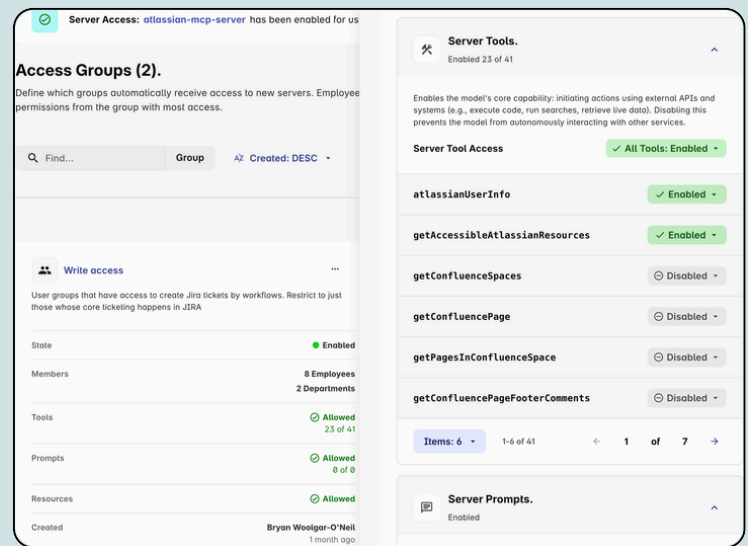 Server Access: atlassian-mcp-server has been enabled for us
Access Groups (2).
Define which groups automatically receive access to new servers. Employee
permissions from the group with most access.
Find...
Group
Created: DESC
Write access
User groups that have access to create Jira tickets by workflows. Restrict to just
those whose core ticketing happens in JIRA
State
Enabled
Members
8 Employees
2 Departments
Tools
Allowed
23 of 41
Prompts
Allowed
0 of 0
Resources
Allowed
Created
Bryan Woolgar-O'Neil
1 month ago
Server Tools.
Enabled 23 of 41
Enables the model's core capability: initiating actions using external APIs and
systems (e.g., execute code, run searches, retrieve live data). Disabling this
prevents the model from autonomously interacting with other services.
Server Tool Access
All Tools: Enabled
atlassianUserInfo
Enabled
getAccessibleAtlassianResources
Enabled
getConfluenceSpaces
Disabled
getConfluencePage
Disabled
getPagesInConfluenceSpace
Disabled
getConfluencePageFooterComments
Disabled
Items: 6
1-6 of 41
1 of 7
Server Prompts.
Enabled